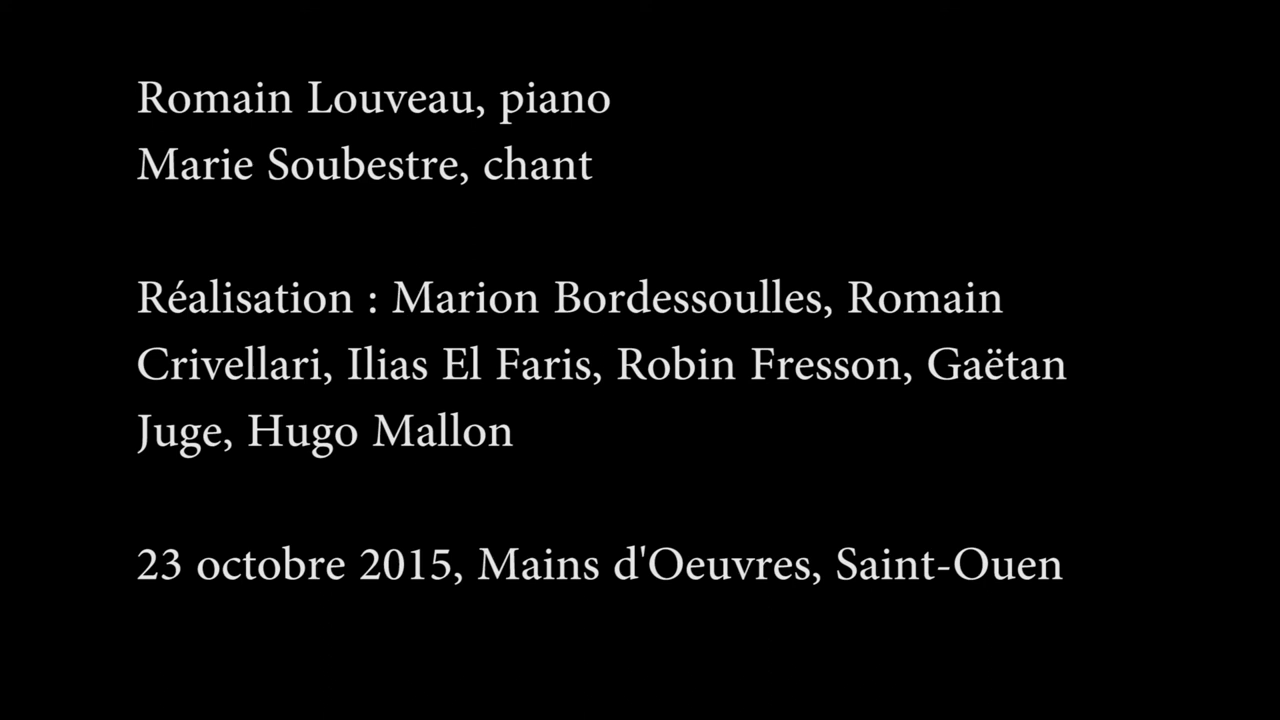 Romain Louveau, piano
Marie Soubestre, chant
Réalisation : Marion Bordessoulles, Romain
Crivellari, Ilias El Faris, Robin Fresson, Gaëtan
Juge, Hugo Mallon
23 octobre 2015, Mains d'Oeuvres, Saint-Ouen